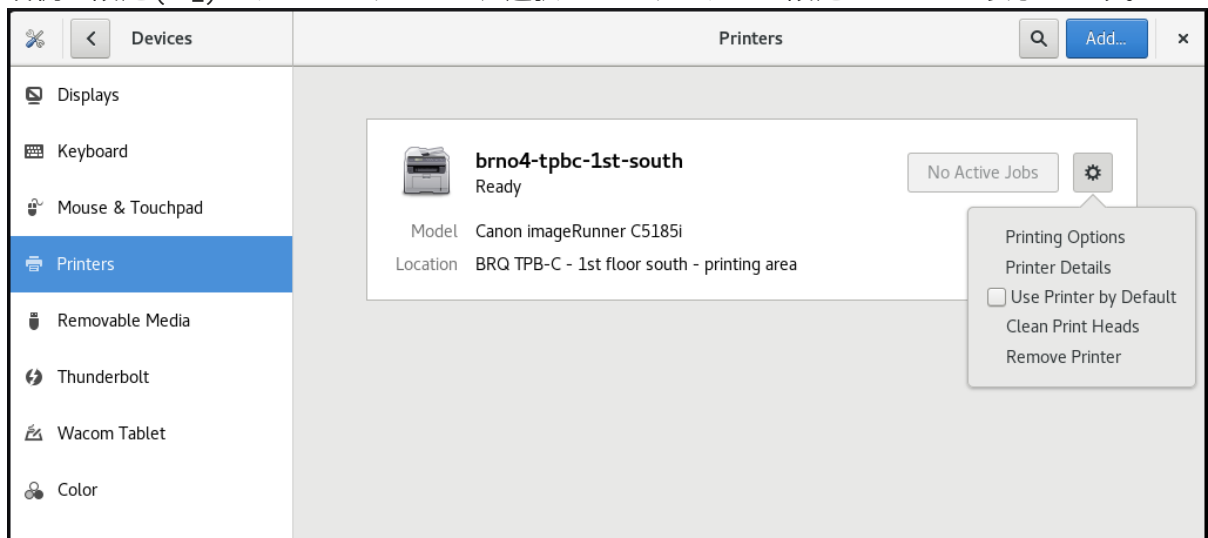 Devices
Printers
Add...
Displays
Keyboard
Mouse & Touchpad
Printers
Removable Media
Thunderbolt
Wacom Tablet
Color
brno4-tpbc-1st-south
Ready
No Active Jobs
Model Canon imageRunner C5185i
Location BRQ TPB-C - 1st floor south - printing area
Printing Options
Printer Details
Use Printer by Default
Clean Print Heads
Remove Printer